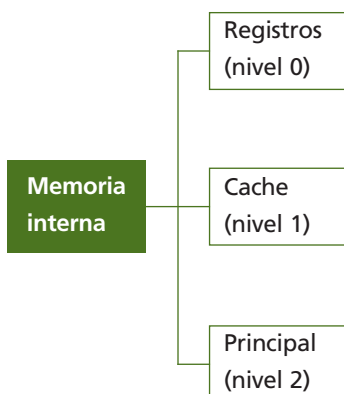 Registros
(nivel 0)
Memoria
interna
Cache
(nivel 1)
Principal
(nivel 2)